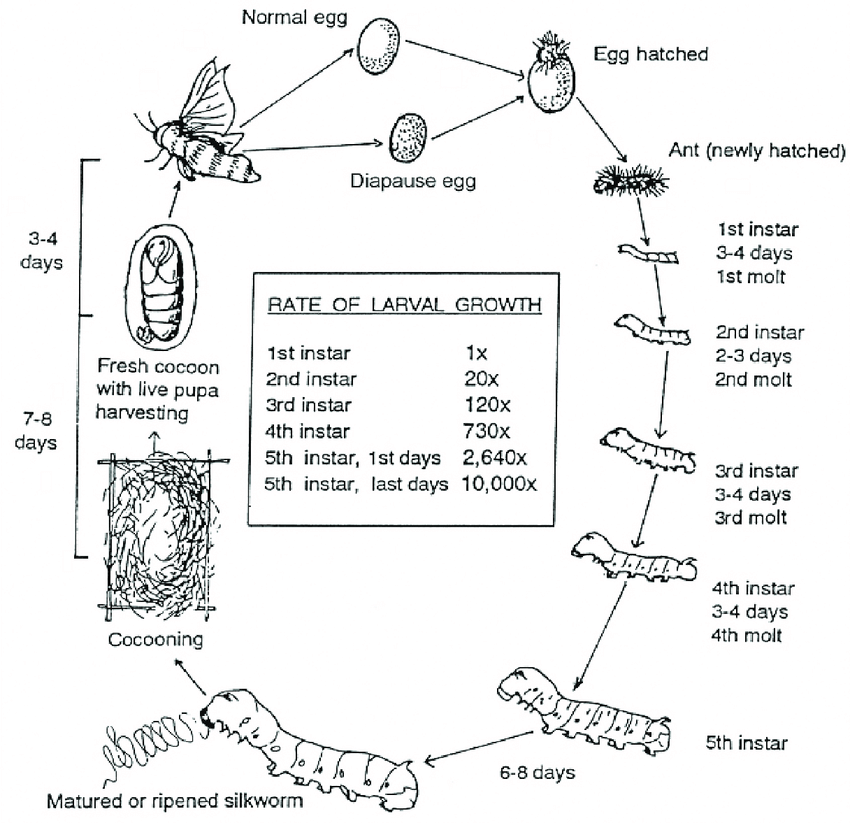 Normal egg
Egg hatched
Diapause egg
Ant (newly hatched)
1st instar
3-4 days
1st molt
2nd instar
2-3 days
2nd molt
3rd instar
3-4 days
3rd molt
4th instar
3-4 days
4th molt
5th instar
6-8 days
Matured or ripened silkworm
Cocooning
7-8
days
Fresh cocoon
with live pupa
harvesting
3-4
days
RATE OF LARVAL GROWTH
1st instar 1x
2nd instar 20x
3rd instar 120x
4th instar 730x
5th instar, 1st days 2,640x
5th instar, last days 10,000x